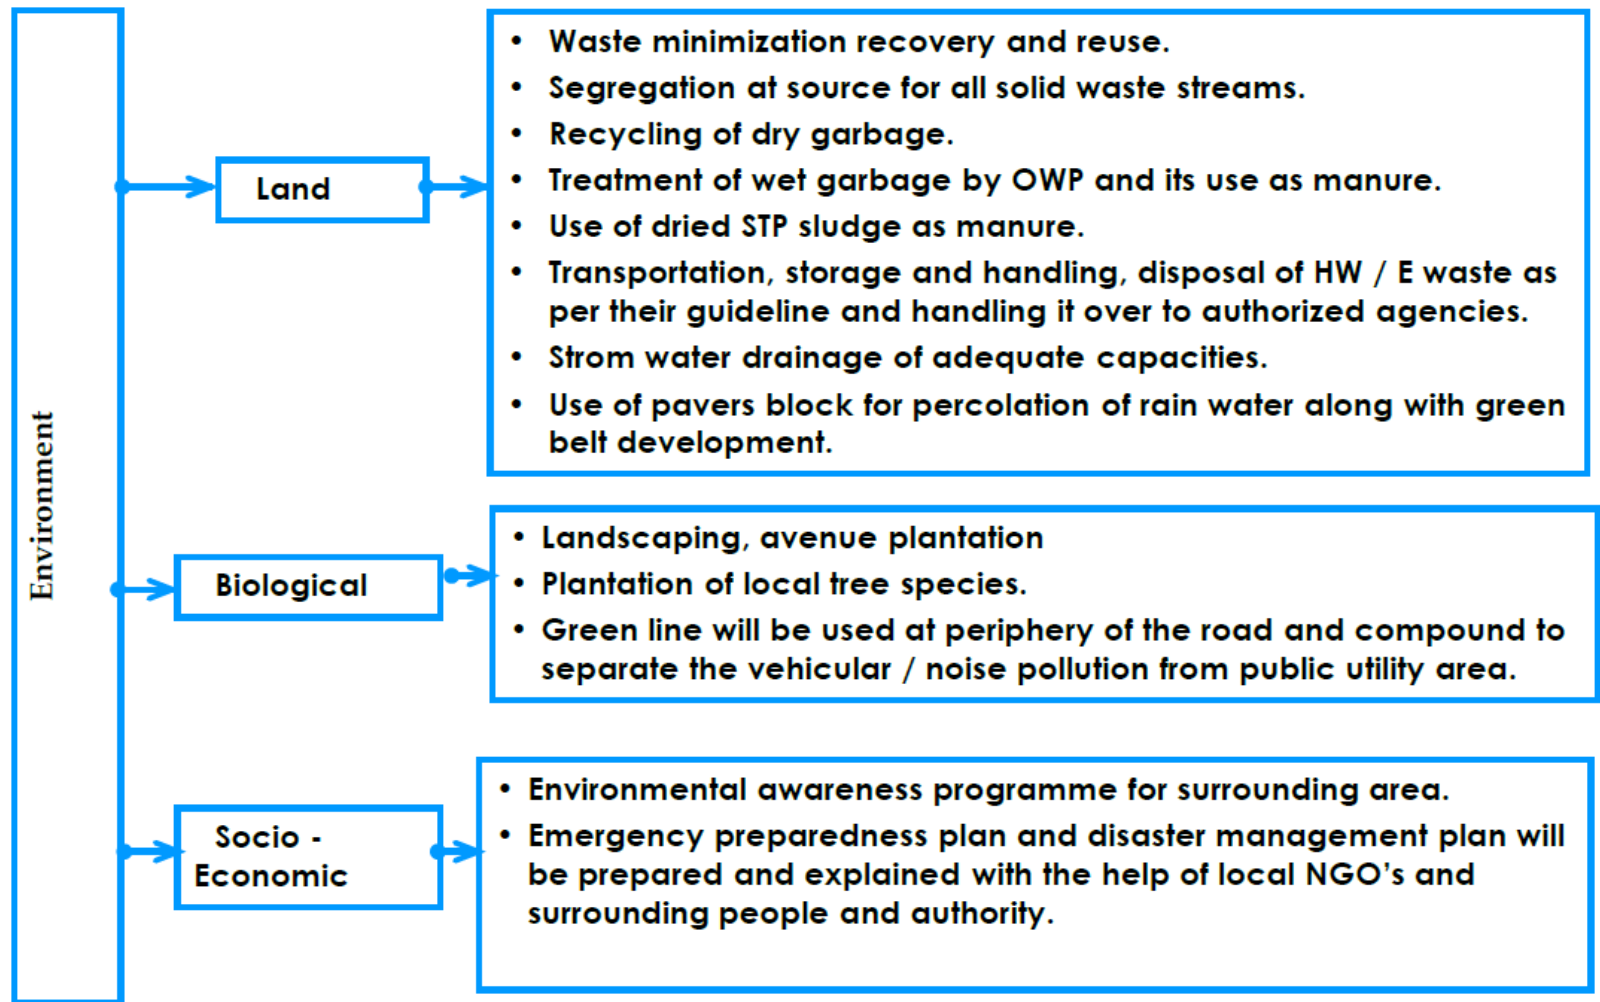 Environment
Land
• Waste minimization recovery and reuse.
• Segregation at source for all solid waste streams.
• Recycling of dry garbage.
• Treatment of wet garbage by OWP and its use as manure.
• Use of dried STP sludge as manure.
• Transportation, storage and handling, disposal of HW / E waste as
per their guideline and handling it over to authorized agencies.
• Strom water drainage of adequate capacities.
• Use of pavers block for percolation of rain water along with green
belt development.
Biological
• Landscaping, avenue plantation
• Plantation of local tree species.
• Green line will be used at periphery of the road and compound to
separate the vehicular / noise pollution from public utility area.
Socio -
Economic
• Environmental awareness programme for surrounding area.
• Emergency preparedness plan and disaster management plan will
be prepared and explained with the help of local NGO’s and
surrounding people and authority.